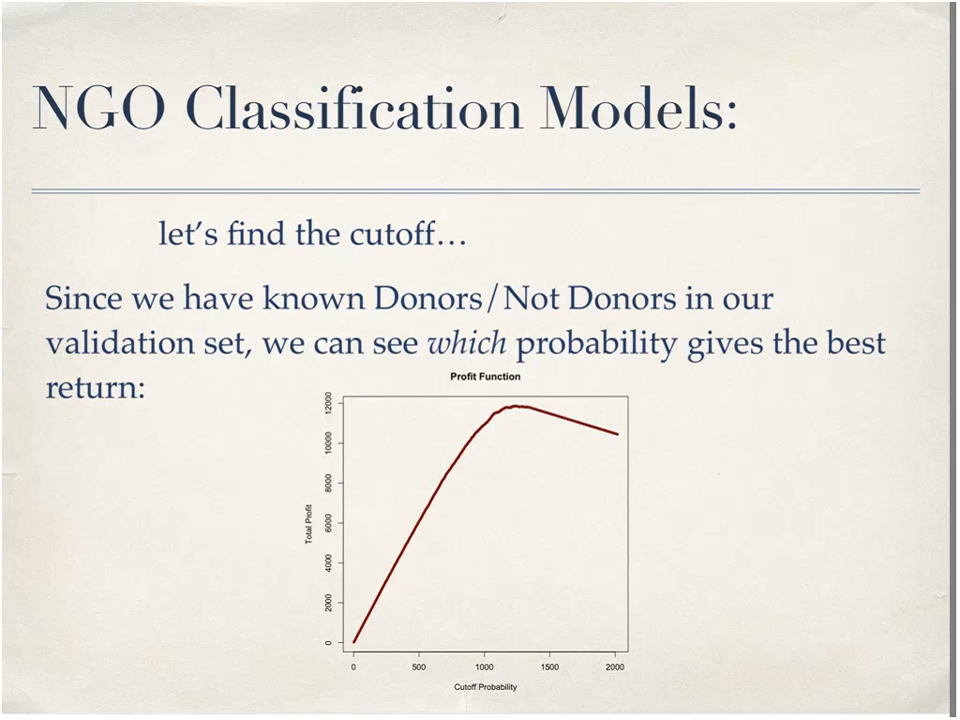 NGO Classification Models:
let’s find the cutoff…
Since we have known Donors/Not Donors in our
validation set, we can see which probability gives the best
return:
Profit Function
12000
10000
8000
6000
4000
2000
0
Total Profit
0 500 1000 1500 2000
Cutoff Probability